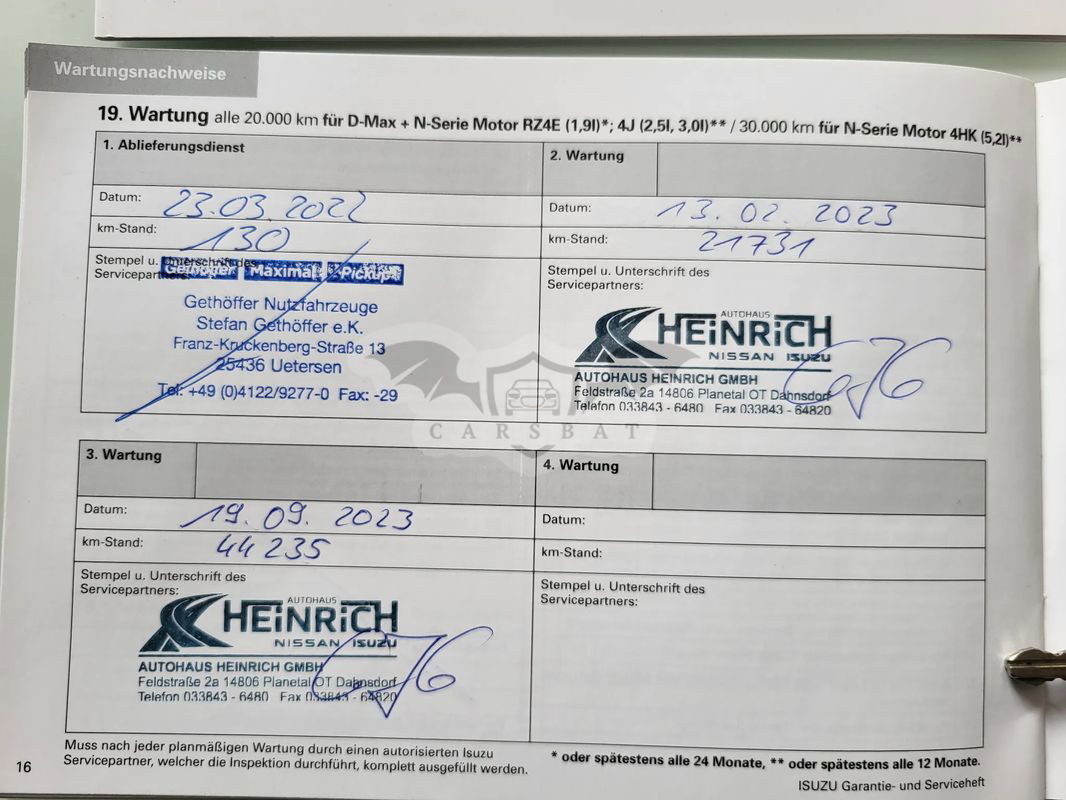 Wartungsnachweise
19. Wartung alle 20.000 km für D-Max + N-Serie Motor RZ4E (1,9l)*; 4J (2,5l, 3,0l)** / 30.000 km für N-Serie Motor 4HK (5,2l)**
1. Ablieferungsdienst
Datum: 23.03.2022
km-Stand: 130
Stempel u. Unterschrift des
Servicepartners:
Gethöffer Maximal Pickup
Gethöffer Nutzfahrzeuge
Stefan Gethöffer e.K.
Franz-Kruckenberg-Straße 13
25436 Uetersen
Tel: +49 (0)4122/9277-0 Fax: -29
2. Wartung
Datum: 13.02.2023
km-Stand: 21731
Stempel u. Unterschrift des
Servicepartners:
AUTOHAUS
HEiNRiCH
NISSAN ISUZU
AUTOHAUS HEINRICH GMBH
Feldstraße 2a 14806 Planetal OT Dahnsdorf
Telefon 033843 - 6480 Fax 033843 - 64820
CARSBAT
3. Wartung
Datum: 19.09.2023
km-Stand: 44235
Stempel u. Unterschrift des
Servicepartners:
AUTOHAUS
HEiNRiCH
NISSAN ISUZU
AUTOHAUS HEINRICH GMBH
Feldstraße 2a 14806 Planetal OT Dahnsdorf
Telefon 033843 - 6480 Fax 033843 - 64820
4. Wartung
Datum:
km-Stand:
Stempel u. Unterschrift des
Servicepartners:
Muss nach jeder planmäßigen Wartung durch einen autorisierten Isuzu
Servicepartner, welcher die Inspektion durchführt, komplett ausgefüllt werden.
* oder spätestens alle 24 Monate, ** oder spätestens alle 12 Monate.
16
ISUZU Garantie- und Serviceheft